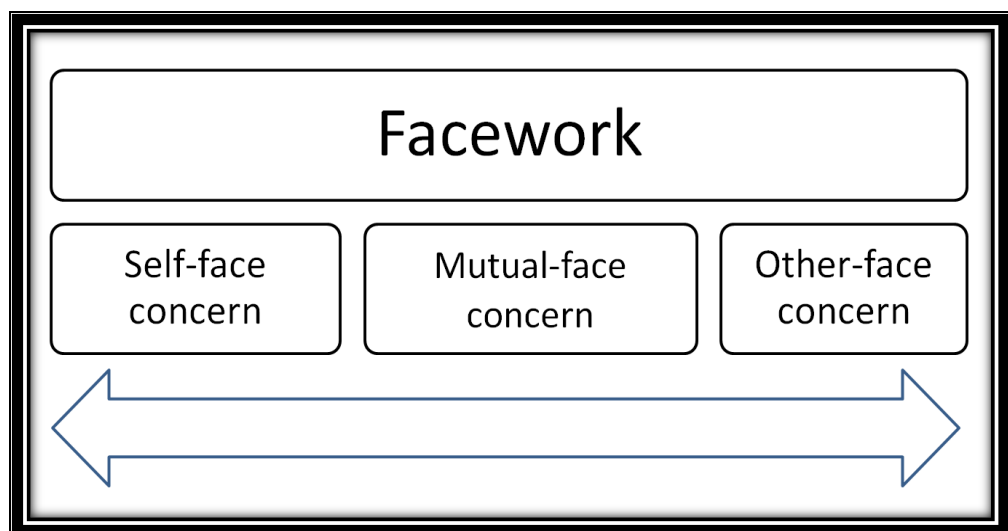 Facework
Self-face
concern
Mutual-face
concern
Other-face
concern